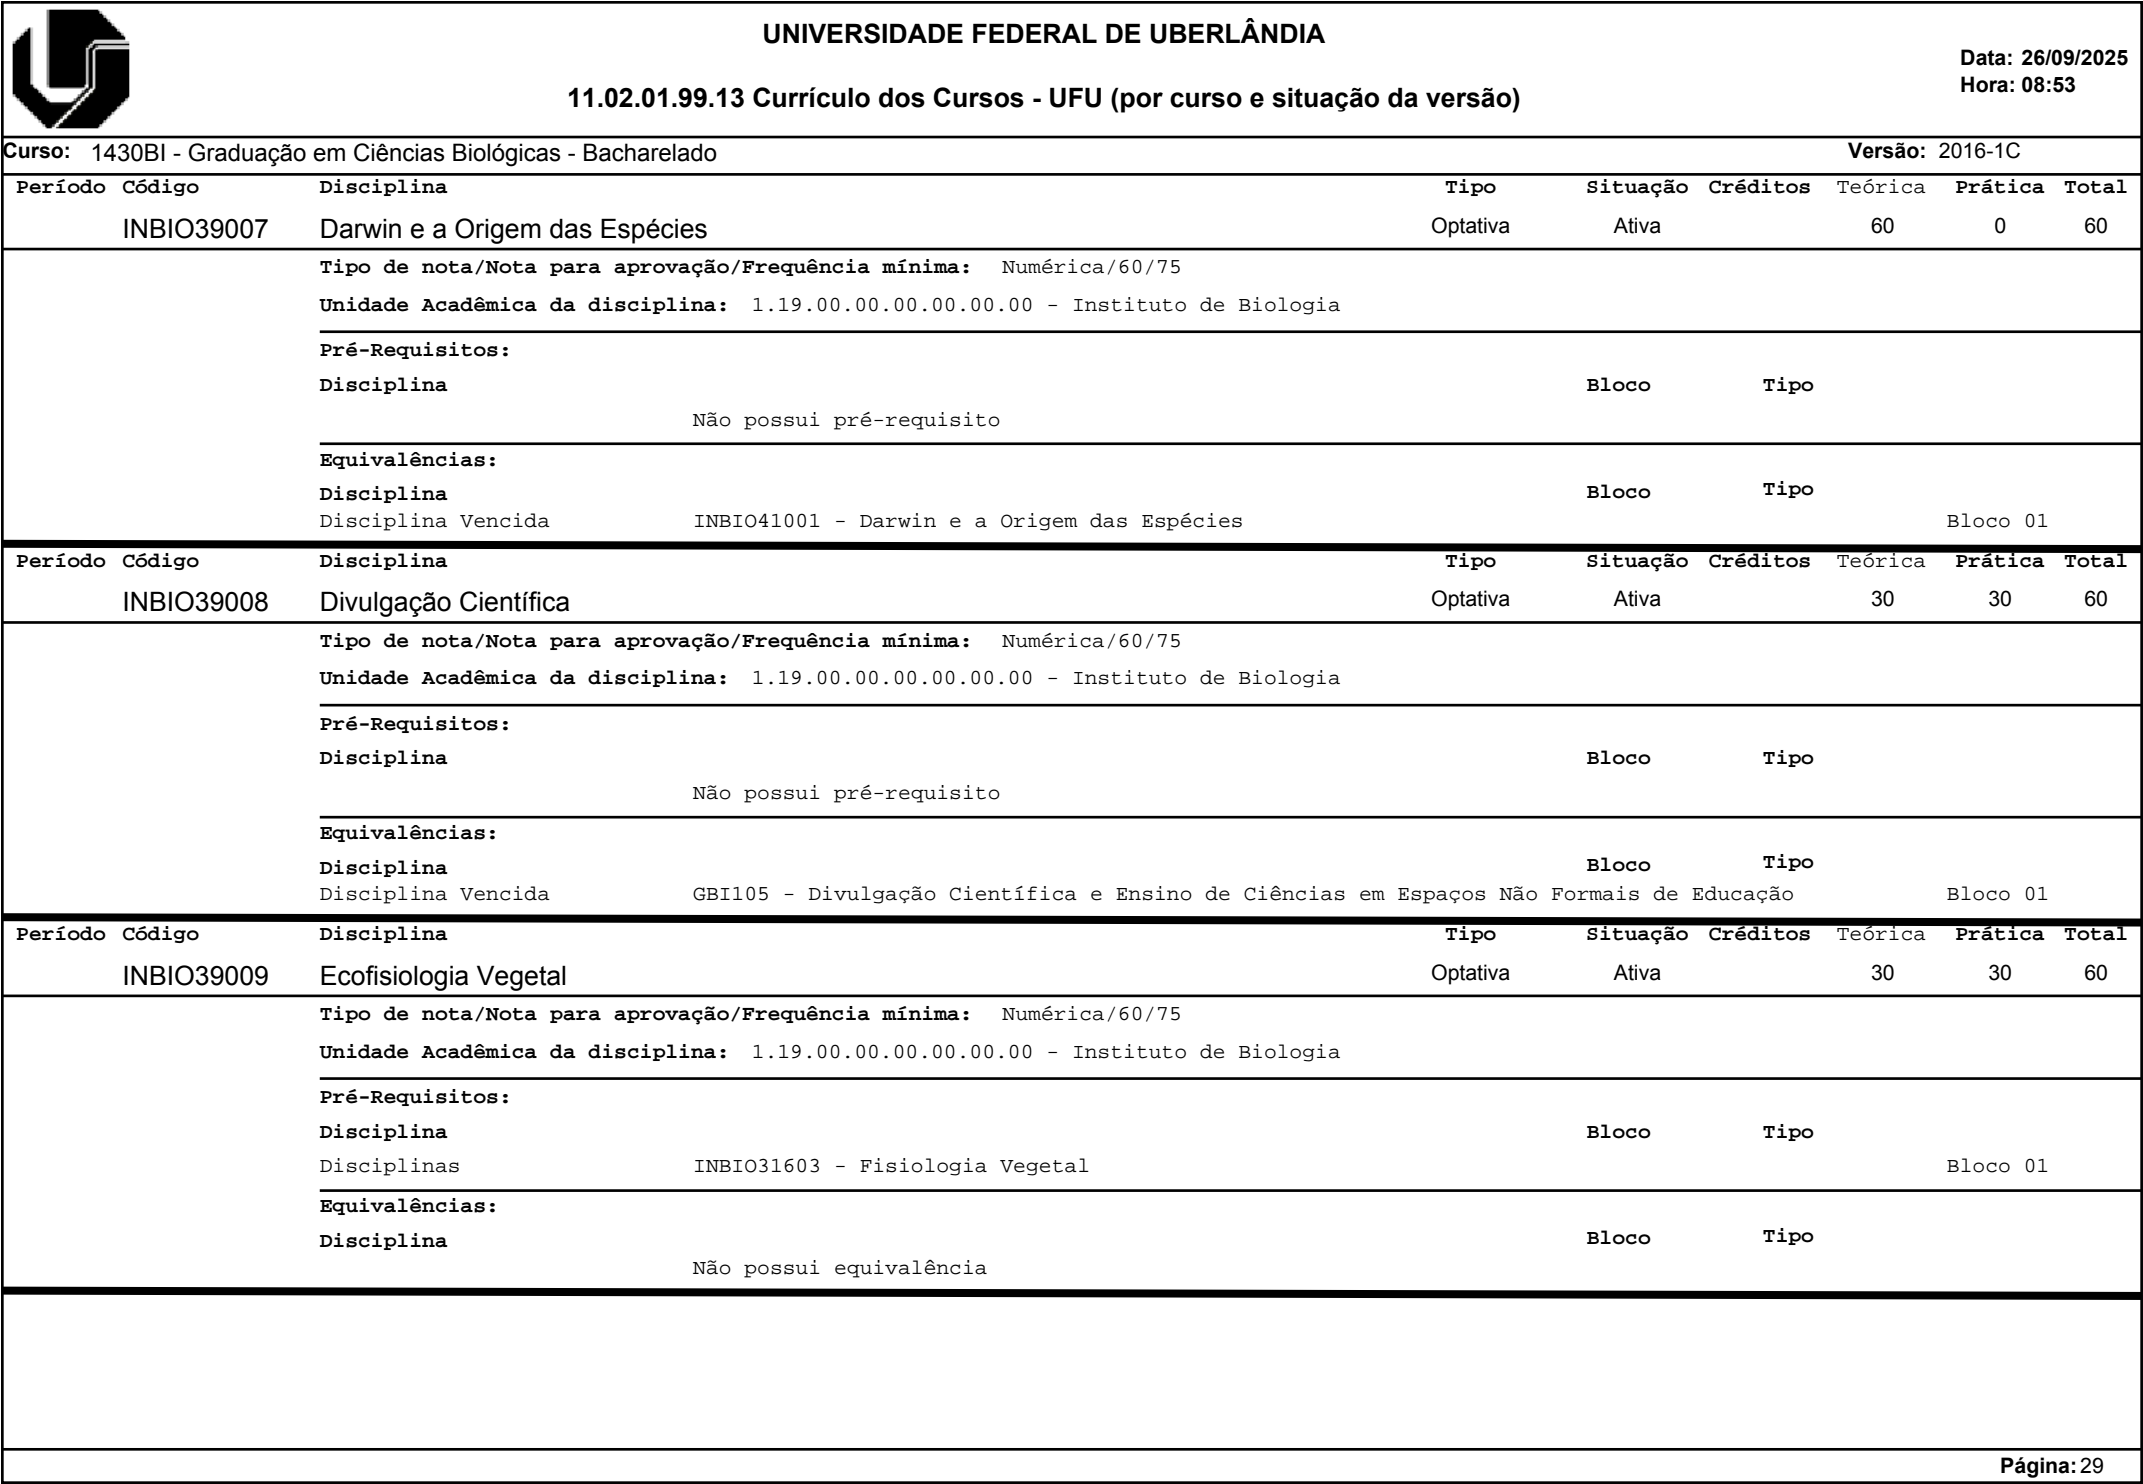 UNIVERSIDADE FEDERAL DE UBERLÂNDIA
Data: 26/09/2025
Hora: 08:53
11.02.01.99.13 Currículo dos Cursos - UFU (por curso e situação da versão)
Curso: 1430BI - Graduação em Ciências Biológicas - Bacharelado Versão: 2016-1C
Período Código Disciplina Tipo Situação Créditos Teórica Prática Total
INBIO39007 Darwin e a Origem das Espécies Optativa Ativa 60 0 60
Tipo de nota/Nota para aprovação/Frequência mínima: Numérica/60/75
Unidade Acadêmica da disciplina: 1.19.00.00.00.00.00.00 - Instituto de Biologia
Pré-Requisitos:
Disciplina Bloco Tipo
Não possui pré-requisito
Equivalências:
Disciplina Bloco Tipo
Disciplina Vencida INBIO41001 - Darwin e a Origem das Espécies Bloco 01
Período Código Disciplina Tipo Situação Créditos Teórica Prática Total
INBIO39008 Divulgação Científica Optativa Ativa 30 30 60
Tipo de nota/Nota para aprovação/Frequência mínima: Numérica/60/75
Unidade Acadêmica da disciplina: 1.19.00.00.00.00.00.00 - Instituto de Biologia
Pré-Requisitos:
Disciplina Bloco Tipo
Não possui pré-requisito
Equivalências:
Disciplina Bloco Tipo
Disciplina Vencida GBI105 - Divulgação Científica e Ensino de Ciências em Espaços Não Formais de Educação Bloco 01
Período Código Disciplina Tipo Situação Créditos Teórica Prática Total
INBIO39009 Ecofisiologia Vegetal Optativa Ativa 30 30 60
Tipo de nota/Nota para aprovação/Frequência mínima: Numérica/60/75
Unidade Acadêmica da disciplina: 1.19.00.00.00.00.00.00 - Instituto de Biologia
Pré-Requisitos:
Disciplina Bloco Tipo
Disciplinas INBIO31603 - Fisiologia Vegetal Bloco 01
Equivalências:
Disciplina Bloco Tipo
Não possui equivalência
Página: 29